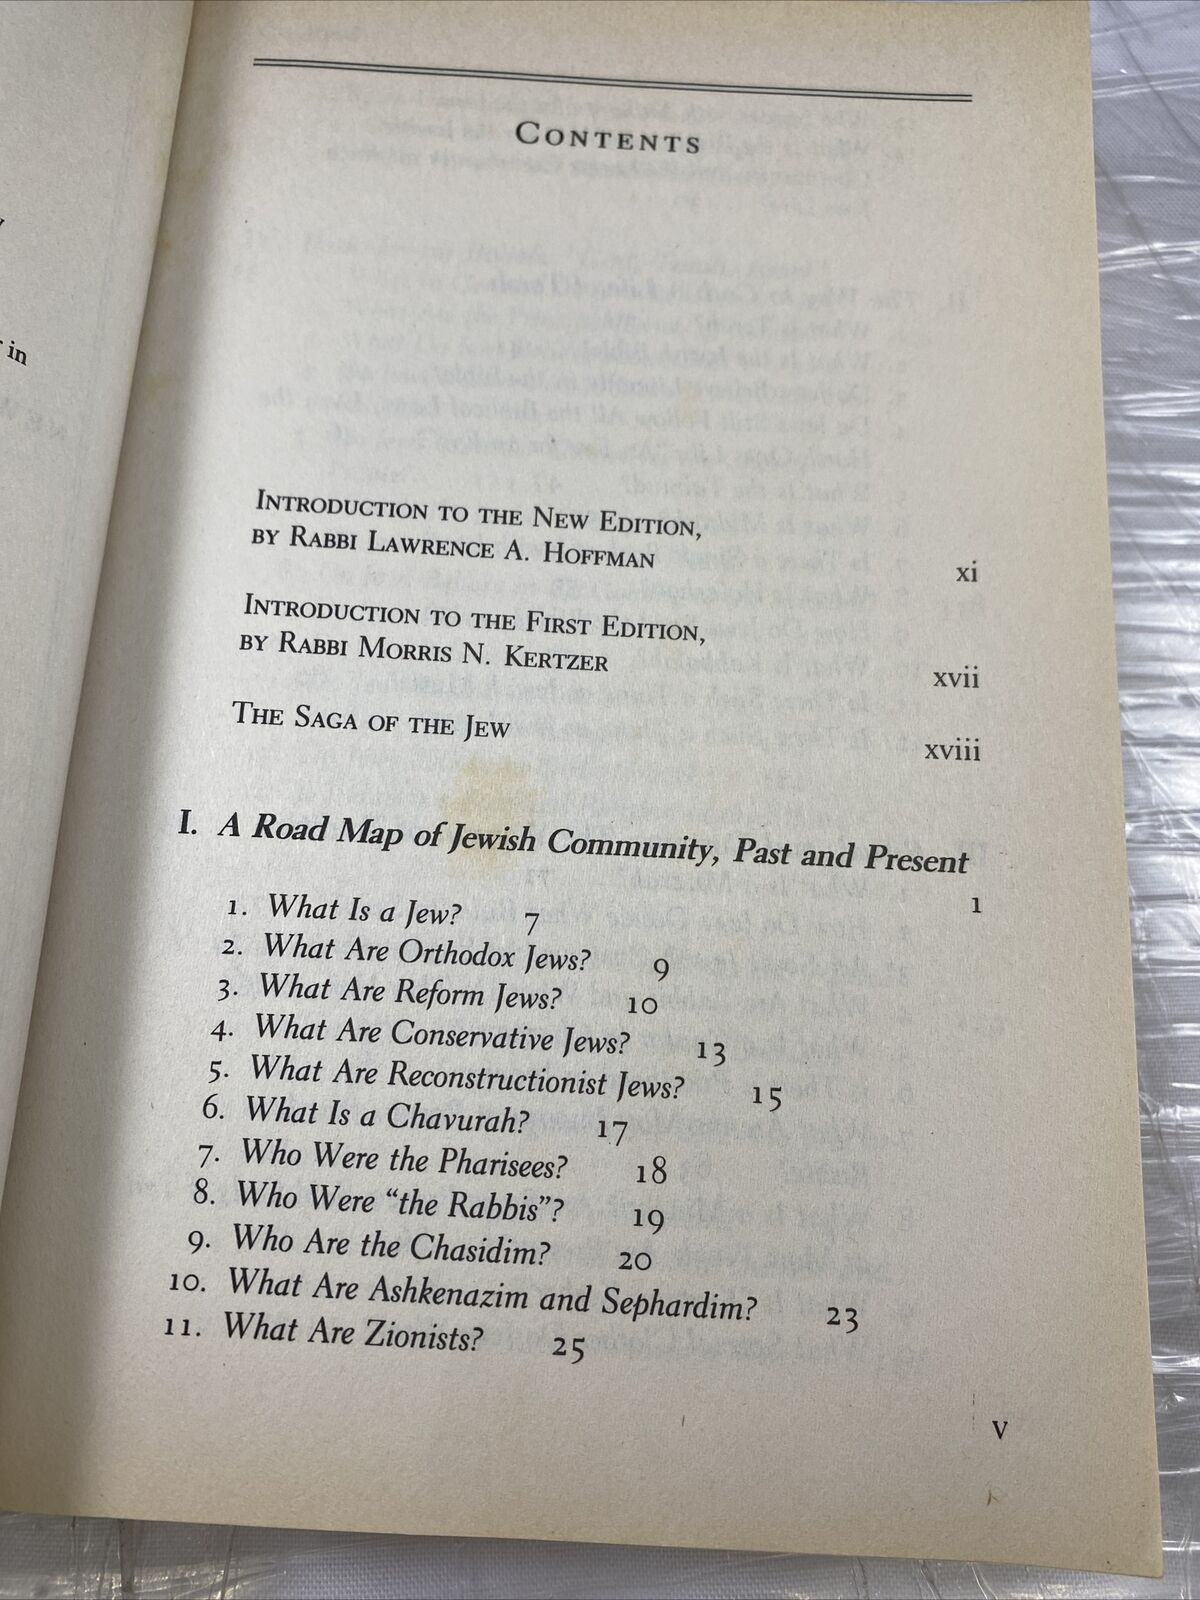 in
CONTENTS
INTRODUCTION TO THE NEW EDITION,
BY RABBI LAWRENCE A. HOFFMAN xi
INTRODUCTION TO THE FIRST EDITION,
BY RABBI MORRIS N. KERTZER xvii
THE SAGA OF THE JEW xviii
I. A Road Map of Jewish Community, Past and Present 1
1. What Is a Jew? 7
2. What Are Orthodox Jews? 9
3. What Are Reform Jews? 10
4. What Are Conservative Jews? 13
5. What Are Reconstructionist Jews? 15
6. What Is a Chavurah? 17
7. Who Were the Pharisees? 18
8. Who Were “the Rabbis”? 19
9. Who Are the Chasidim? 20
10. What Are Ashkenazim and Sephardim? 23
11. What Are Zionists? 25
v